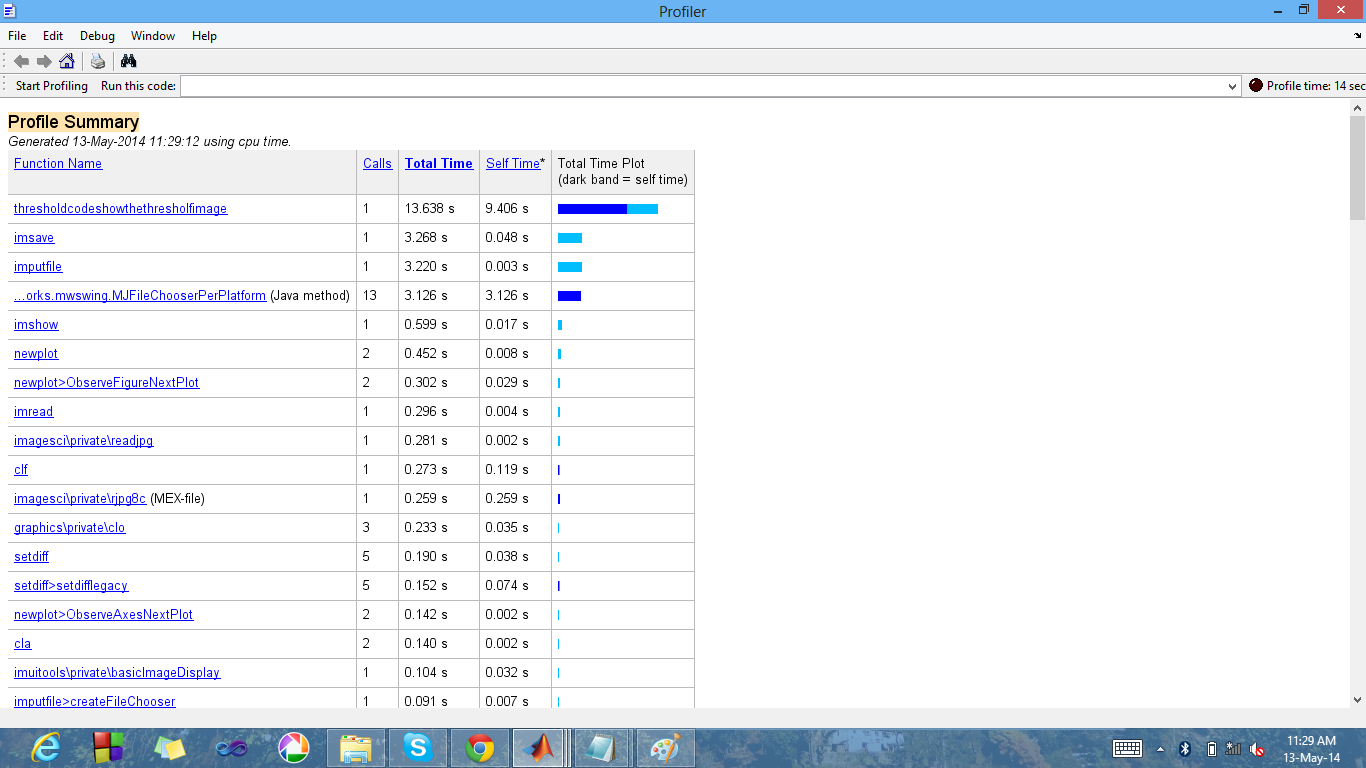 Profiler
File Edit Debug Window Help
Start Profiling Run this code: Profile time: 14 sec
Profile Summary
Generated 13-May-2014 11:29:12 using cpu time.
Function Name Calls Total Time Self Time* Total Time Plot
(dark band = self time)
thresholdcodeshowthethresholfimage 1 13.638 s 9.406 s
imsave 1 3.268 s 0.048 s
imputfile 1 3.220 s 0.003 s
...orks.mwswing.MJFileChooserPerPlatform (Java method) 13 3.126 s 3.126 s
imshow 1 0.599 s 0.017 s
newplot 2 0.452 s 0.008 s
newplot>ObserveFigureNextPlot 2 0.302 s 0.029 s
imread 1 0.296 s 0.004 s
imagesci\private\readjpg 1 0.281 s 0.002 s
clf 1 0.273 s 0.119 s
imagesci\private\rjpg8c (MEX-file) 1 0.259 s 0.259 s
graphics\private\clo 3 0.233 s 0.035 s
setdiff 5 0.190 s 0.038 s
setdiff>setdifflegacy 5 0.152 s 0.074 s
newplot>ObserveAxesNextPlot 2 0.142 s 0.002 s
cla 2 0.140 s 0.002 s
imuitools\private\basicImageDisplay 1 0.104 s 0.032 s
imputfile>createFileChooser 1 0.091 s 0.007 s
11:29 AM
13-May-14